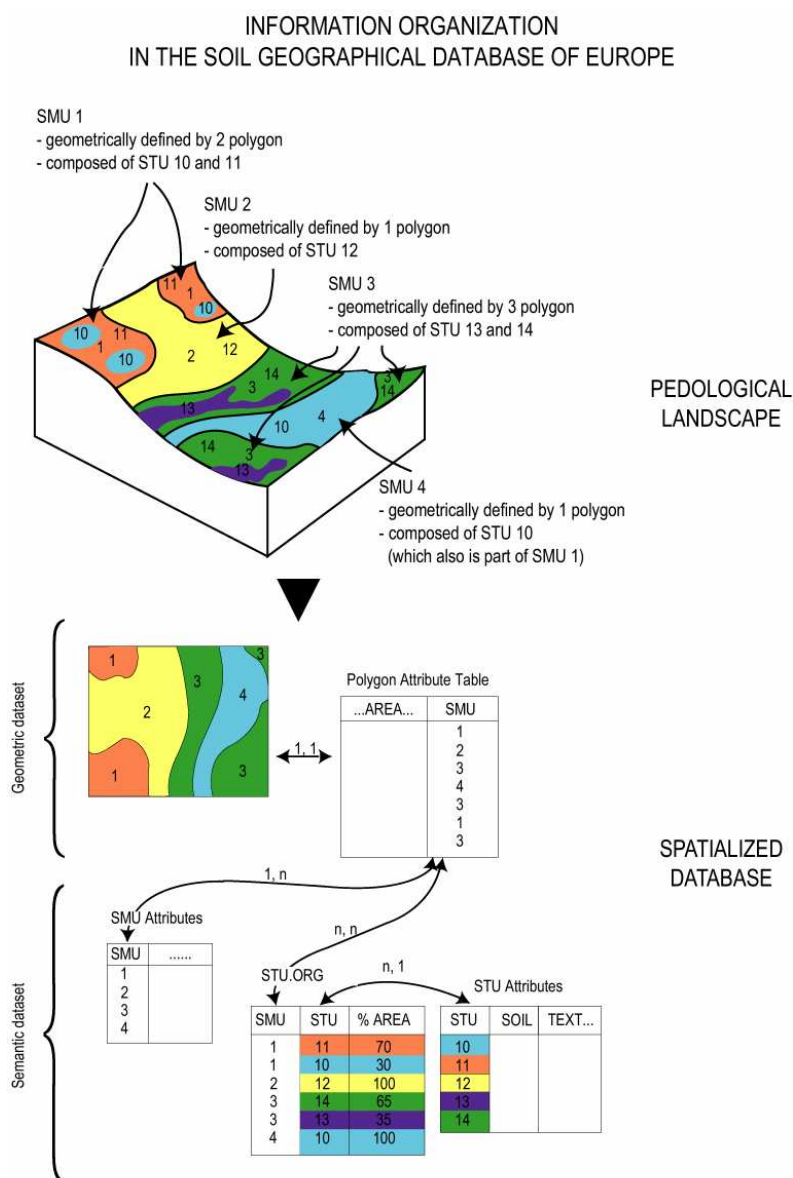 INFORMATION ORGANIZATION
IN THE SOIL GEOGRAPHICAL DATABASE OF EUROPE
SMU 1
- geometrically defined by 2 polygon
- composed of STU 10 and 11
SMU 2
- geometrically defined by 1 polygon
- composed of STU 12
SMU 3
- geometrically defined by 3 polygon
- composed of STU 13 and 14
11
1
10
10
11
1
10
2
12
14
3
13
3
14
4
10
14
3
13
PEDOLOGICAL
LANDSCAPE
SMU 4
- geometrically defined by 1 polygon
- composed of STU 10
(which also is part of SMU 1)
Geometric dataset
1
2
3
4
3
1
3
1, 1
Polygon Attribute Table
...AREA... SMU
1
2
3
4
3
1
3
SPATIALIZED
DATABASE
Semantic dataset
1, n
n, n
n, 1
SMU Attributes
SMU ......
1
2
3
4
STU.ORG
SMU STU % AREA
1 11 70
1 10 30
2 12 100
3 14 65
3 13 35
4 10 100
STU Attributes
STU SOIL TEXT...
10
11
12
13
14